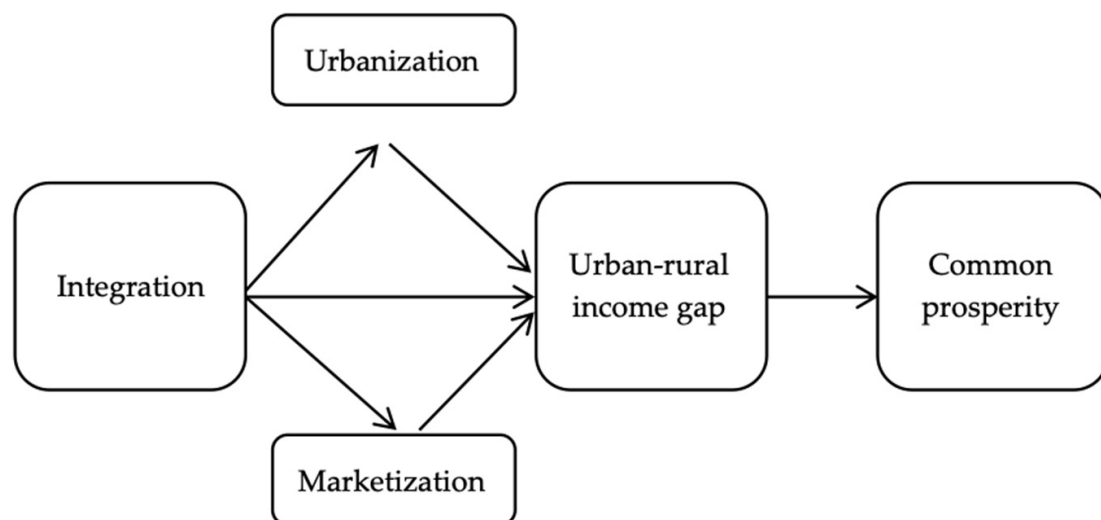 Urbanization
Integration
Urban-rural
income gap
Common
prosperity
Marketization